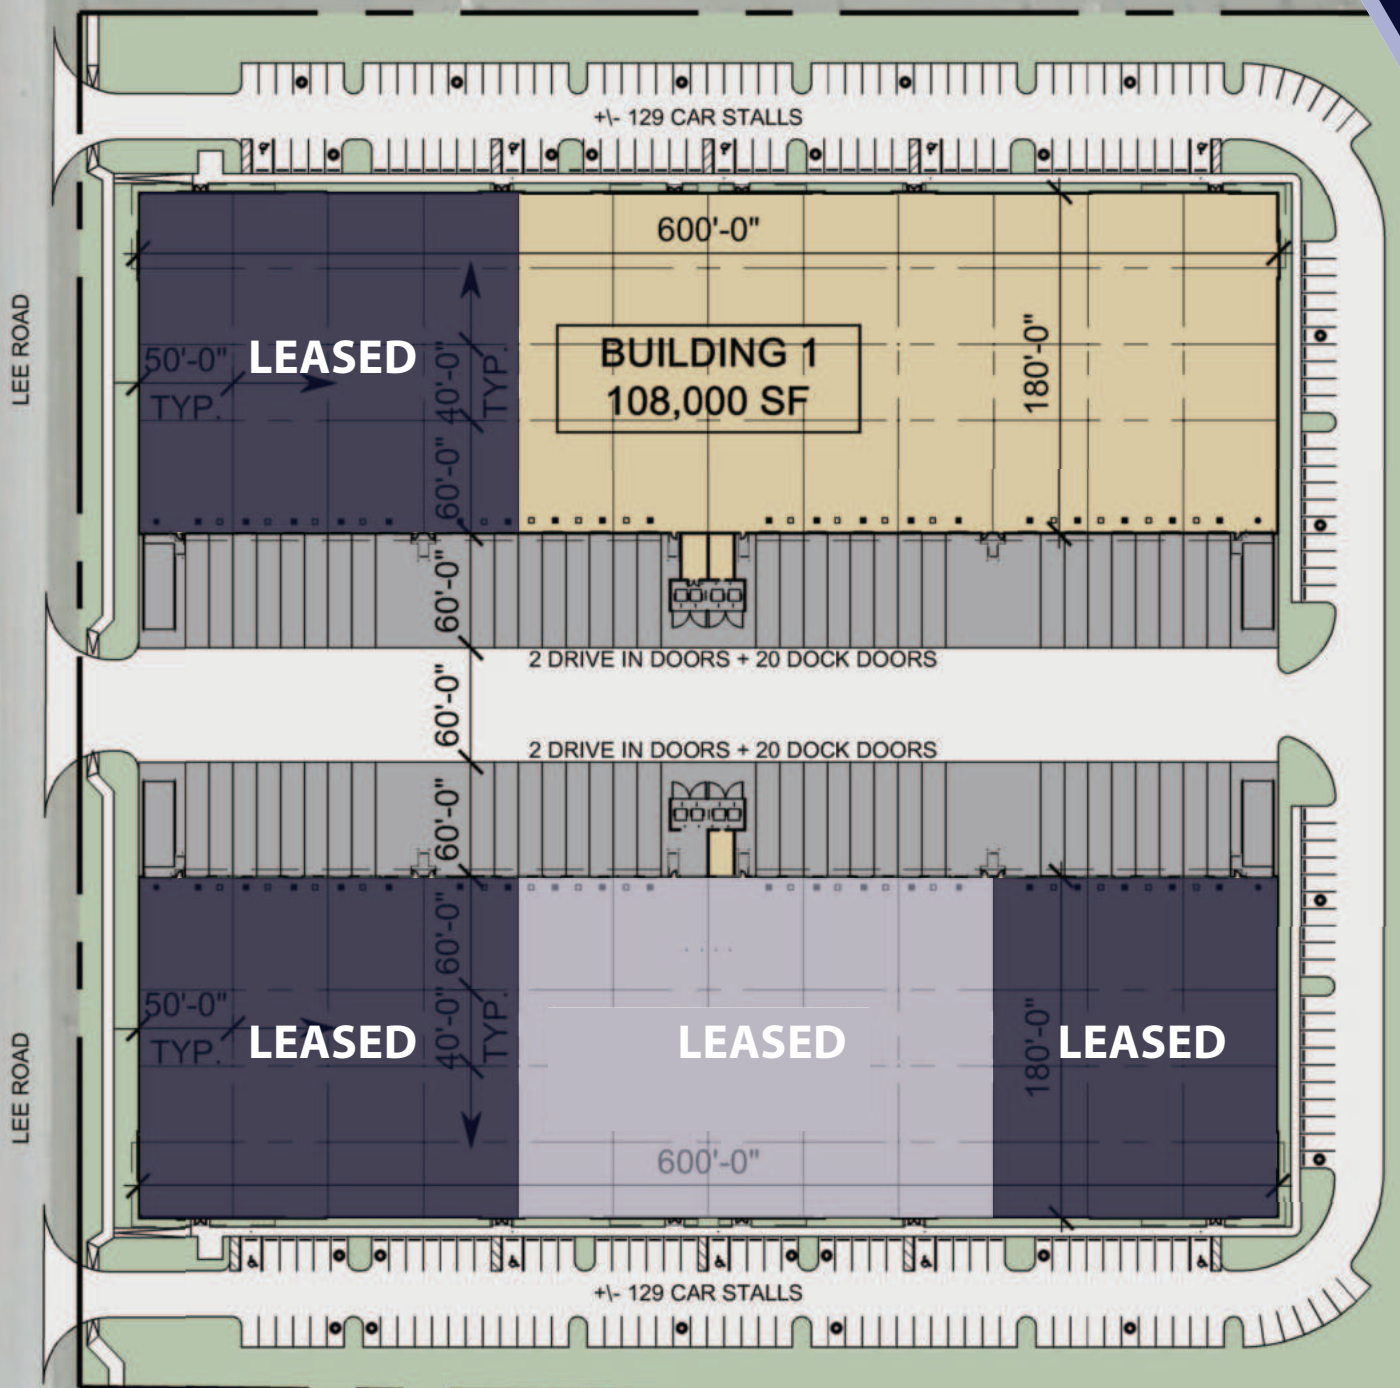 +\- 129 CAR STALLS
600'-0"
LEE ROAD
50'-0"
TYP.
LEASED
40'-0"
TYP.
60'-0"
BUILDING 1
108,000 SF
180'-0"
60'-0"
2 DRIVE IN DOORS + 20 DOCK DOORS
60'-0"
2 DRIVE IN DOORS + 20 DOCK DOORS
60'-0"
60'-0"
50'-0"
TYP.
LEASED
40'-0"
TYP.
LEASED
180'-0"
LEASED
LEE ROAD
600'-0"
+\- 129 CAR STALLS